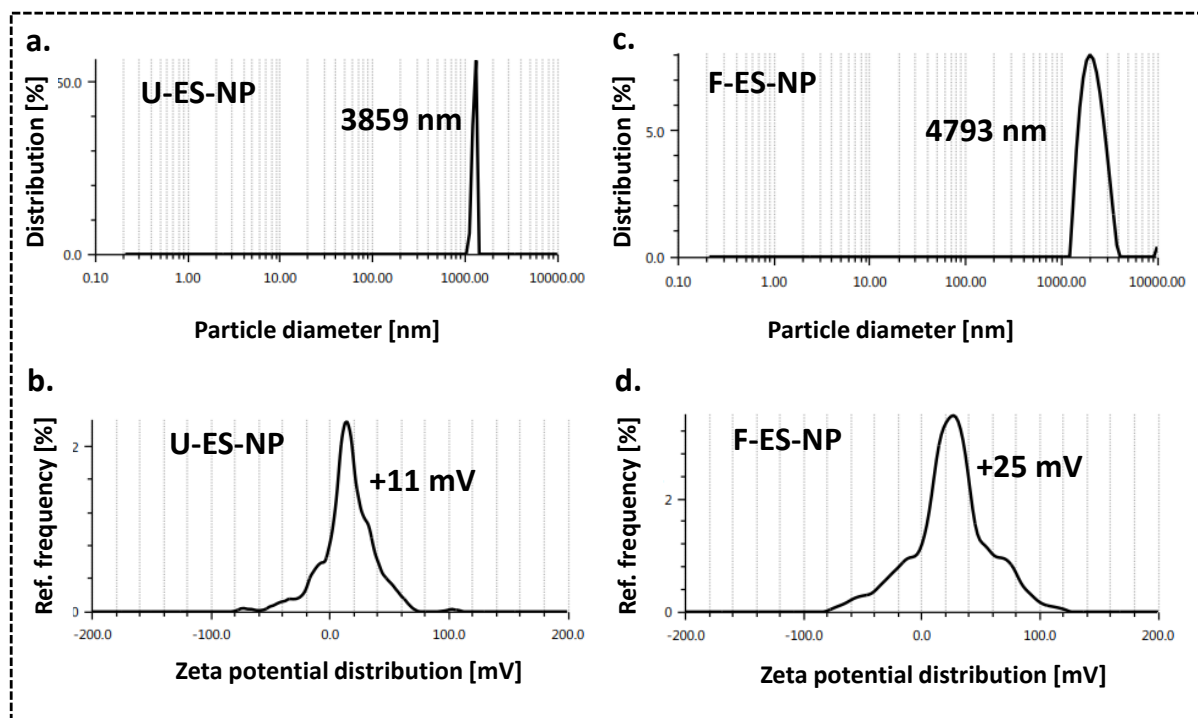 a.
U-ES-NP
3859 nm
Distribution [%]
50.0
0.0
0.10 1.00 10.00 100.00 1000.00 10000.00
Particle diameter [nm]
c.
F-ES-NP
4793 nm
Distribution [%]
5.0
0.0
0.10 1.00 10.00 100.00 1000.00 10000.00
Particle diameter [nm]
b.
U-ES-NP
+11 mV
Ref. frequency [%]
2
0
-200.0 -100.0 0.0 100.0 200.0
Zeta potential distribution [mV]
d.
F-ES-NP
+25 mV
Ref. frequency [%]
2
0
-200.0 -100.0 0.0 100.0 200.0
Zeta potential distribution [mV]